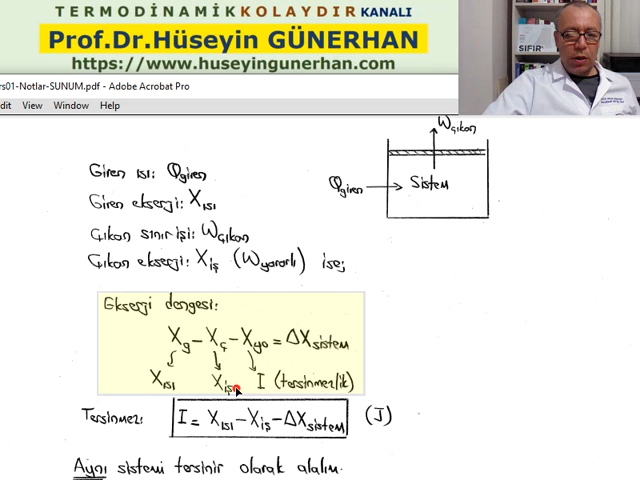 TERMODİNAMİKKOLAYDIR KANALI
Prof.Dr.Hüseyin GÜNERHAN
https://www.huseyingunerhan.com
rs01-Notlar-SUNUM.pdf - Adobe Acrobat Pro
dit View Window Help
SIFIR
Wçıkan
Giren ısı: Qgiren
Qgiren → Sistem
Giren ekserji: Xısı
Çıkan sınır işi: Wçıkan
Çıkan ekserji: Xiş (Wyararlı) ise;
Ekserji dengesi:
Xg − Xç − Xyo = ΔXsistem
Xısı Xiş I (tersinmezlik)
Tersinmez: I = Xısı − Xiş − ΔXsistem (J)
Aynı sistemi tersinir olarak alalım.